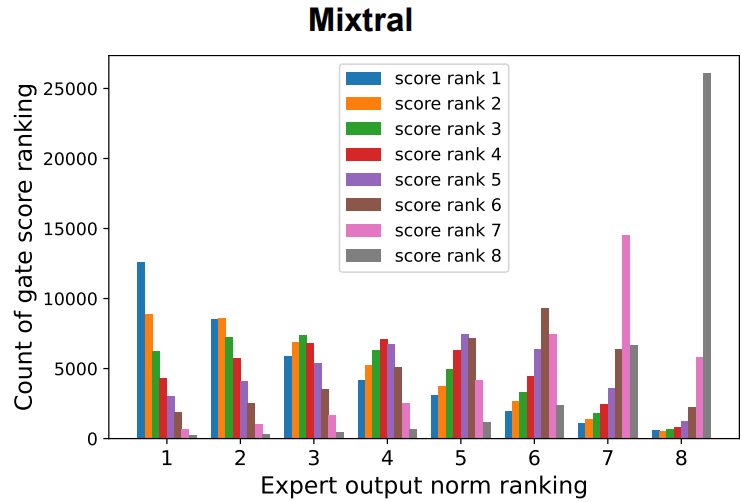 Mixtral
Count of gate score ranking
25000
20000
15000
10000
5000
0
score rank 1
score rank 2
score rank 3
score rank 4
score rank 5
score rank 6
score rank 7
score rank 8
1 2 3 4 5 6 7 8
Expert output norm ranking